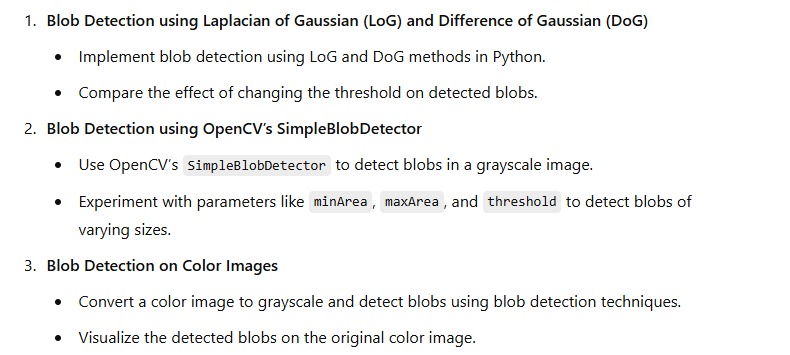 1. Blob Detection using Laplacian of Gaussian (LoG) and Difference of Gaussian (DoG)
• Implement blob detection using LoG and DoG methods in Python.
• Compare the effect of changing the threshold on detected blobs.
2. Blob Detection using OpenCV's SimpleBlobDetector
• Use OpenCV's SimpleBlobDetector to detect blobs in a grayscale image.
• Experiment with parameters like minArea, maxArea, and threshold to detect blobs of
varying sizes.
3. Blob Detection on Color Images
• Convert a color image to grayscale and detect blobs using blob detection techniques.
• Visualize the detected blobs on the original color image.